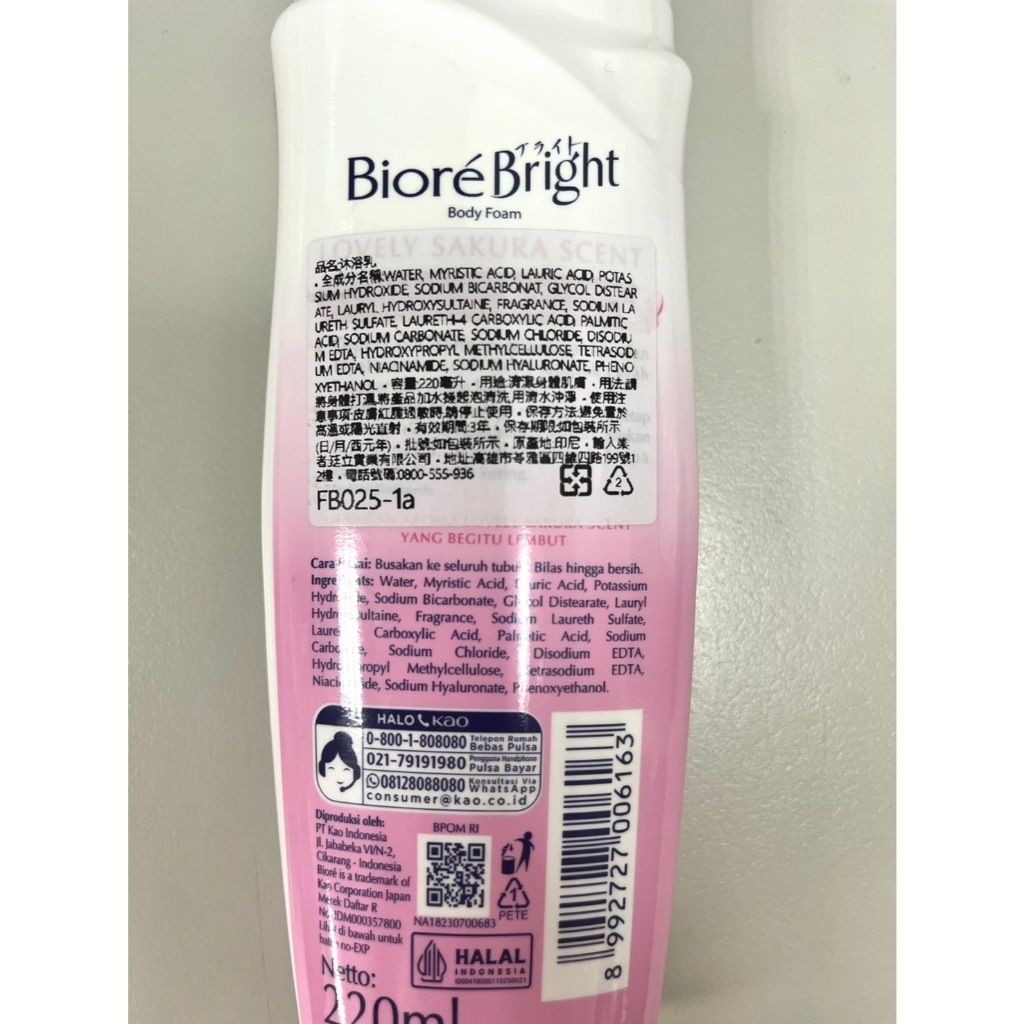 ブライト
Bioré Bright
Body Foam
LOVELY SAKURA SCENT
品名:沐浴乳
・全成分名稱:WATER, MYRISTIC ACID, LAURIC ACID, POTAS
SIUM HYDROXIDE, SODIUM BICARBONAT, GLYCOL DISTEAR
ATE, LAURYL HYDROXYSULTAINE, FRAGRANCE, SODIUM LA
URETH SULFATE, LAURETH-4 CARBOXYLIC ACID, PALMITIC
ACID, SODIUM CARBONATE, SODIUM CHLORIDE, DISODIU
M EDTA, HYDROXYPROPYL METHYLCELLULOSE, TETRASODI
UM EDTA, NIACINAMIDE, SODIUM HYALURONATE, PHENO
XYETHANOL・容量:220毫升・用途:清潔身體肌膚・用法:請
將身體打濕,將產品加水搓起泡清洗,用清水沖淨・使用注
意事項:皮膚紅腫過敏時,請停止使用・保存方法:避免置於
高溫或陽光直射・有效期間:3年・保存期限:如包裝所示
(日/月/西元年)・批號:如包裝所示・原產地:印尼・輸入業
者:廷立實業有限公司・地址:高雄市苓雅區四維四路199號1
2樓・電話號碼:0800-555-936
2
FB025-1a
SAKURA SCENT
YANG BEGITU LEMBUT
Cara Busakan ke seluruh tubuh. Bilas hingga bersih.
Ingredients: Water, Myristic Acid, Lauric Acid, Potassium
Hydroxide, Sodium Bicarbonate, Glycol Distearate, Lauryl
Hydroxysultaine, Fragrance, Sodium Laureth Sulfate,
Carboxylic Acid, Palmitic Acid, Sodium
Carbonate, Sodium Chloride, Disodium EDTA,
Hydroxypropyl Methylcellulose, Tetrasodium EDTA,
Niacinamide, Sodium Hyaluronate, Phenoxyethanol.
HALO Kao
0-800-1-808080 Telepon Rumah Bebas Pulsa
021-79191980 Pengguna Handphone Pulsa Bayar
08128088080 Konsultasi Via WhatsApp
consumer@kao.co.id
Diproduksi oleh:
PT Kao Indonesia
Jl. Jababeka VI/N-2,
Cikarang - Indonesia
Bioré is a trademark of
Kao Corporation Japan
Merek Daftar R
No IDM000357800
Lihat di bawah untuk
batch no-EXP
BPOM RI
NA18230700683
1
PETE
HALAL
INDONESIA
ID00410000115250621
8 992727 006163
Netto:
220ml